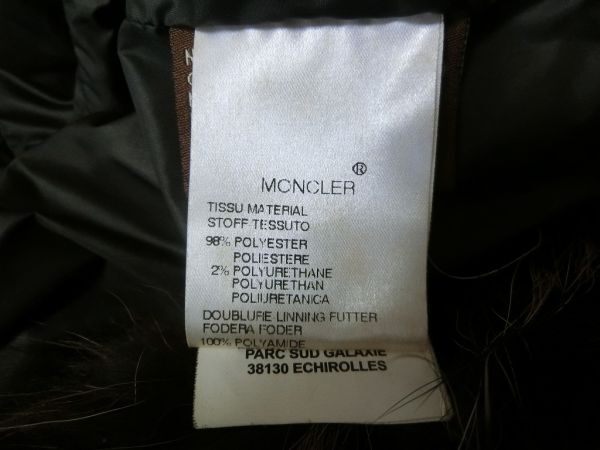 MONCLER®
TISSU MATERIAL
STOFF TESSUTO
98% POLYESTER
POLIESTERE
2% POLYURETHANE
POLYURETHAN
POLIURETANICA
DOUBLURE LINNING FUTTER
FODERA FODER
100% POLYAMIDE
PARC SUD GALAXIE
38130 ECHIROLLES